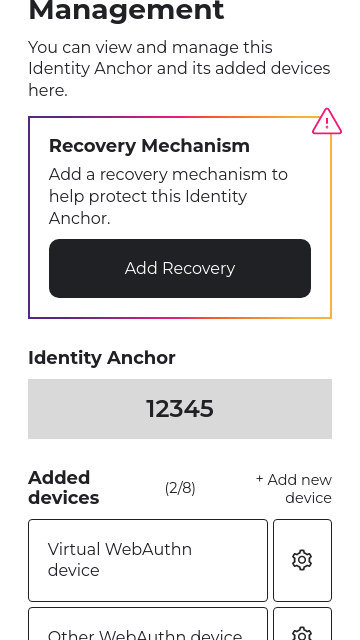 Management
You can view and manage this
Identity Anchor and its added devices
here.
Recovery Mechanism
Add a recovery mechanism to
help protect this Identity
Anchor.
Add Recovery
Identity Anchor
12345
Added
devices
(2/8)
+ Add new
device
Virtual WebAuthn
device
Other WebAuthn device